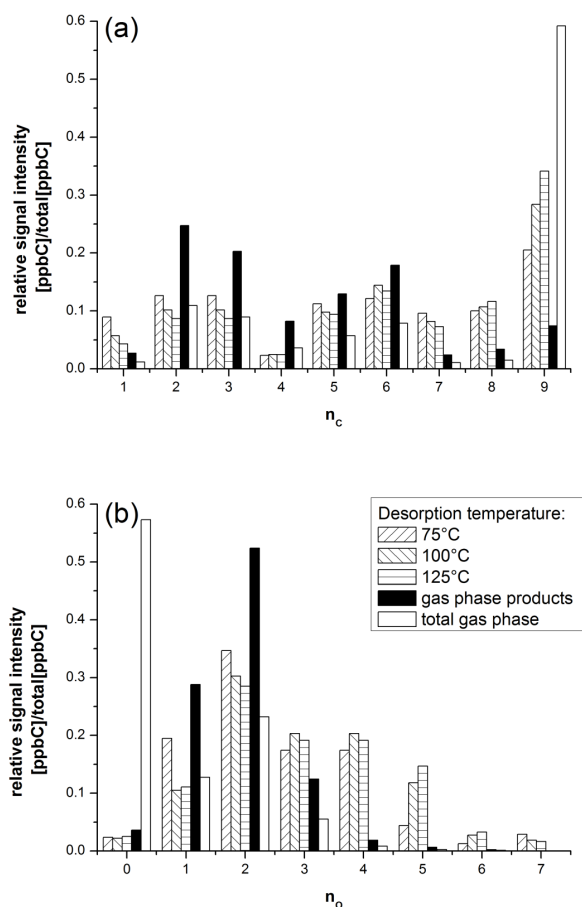 (a)
relative signal intensity
[ppbC]/total[ppbC]
0.6
0.5
0.4
0.3
0.2
0.1
0.0
1 2 3 4 5 6 7 8 9
n_c
(b)
relative signal intensity
[ppbC]/total[ppbC]
0.6
0.5
0.4
0.3
0.2
0.1
0.0
Desorption temperature:
75°C
100°C
125°C
gas phase products
total gas phase
0 1 2 3 4 5 6 7
n_o